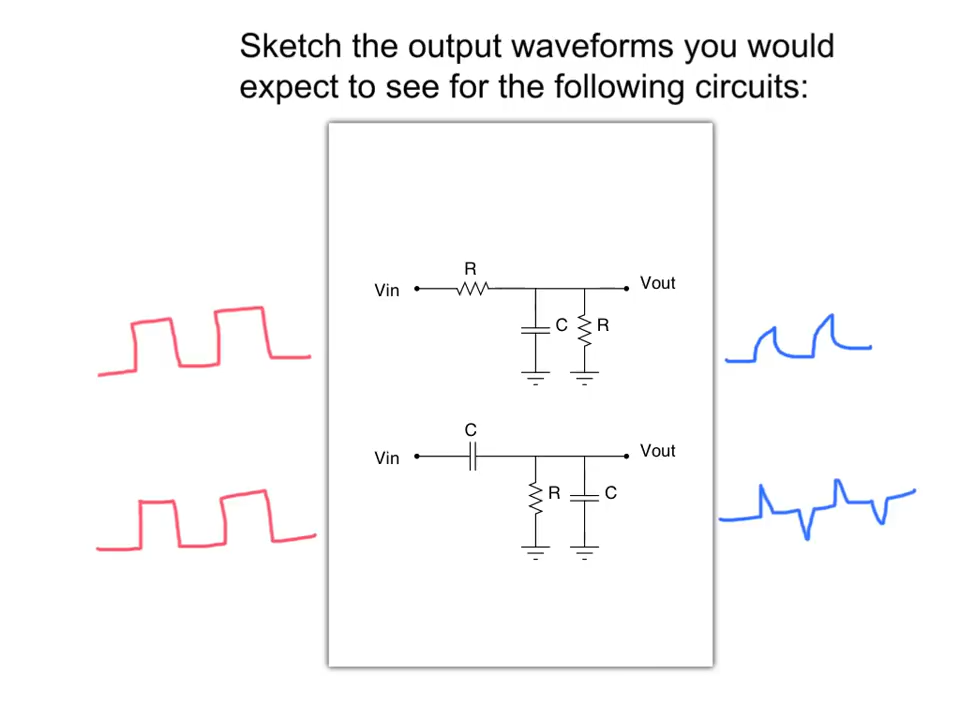 Sketch the output waveforms you would
expect to see for the following circuits:
R
Vin
Vout
C
R
C
Vin
Vout
R
C